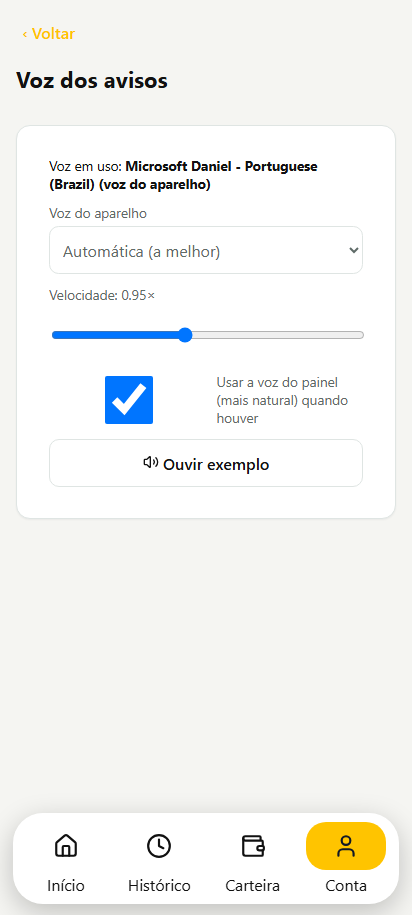 ‹ Voltar
Voz dos avisos
Voz em uso: Microsoft Daniel - Portuguese
(Brazil) (voz do aparelho)
Voz do aparelho
Automática (a melhor)
Velocidade: 0.95×
Usar a voz do painel
(mais natural) quando
houver
Ouvir exemplo
Início
Histórico
Carteira
Conta